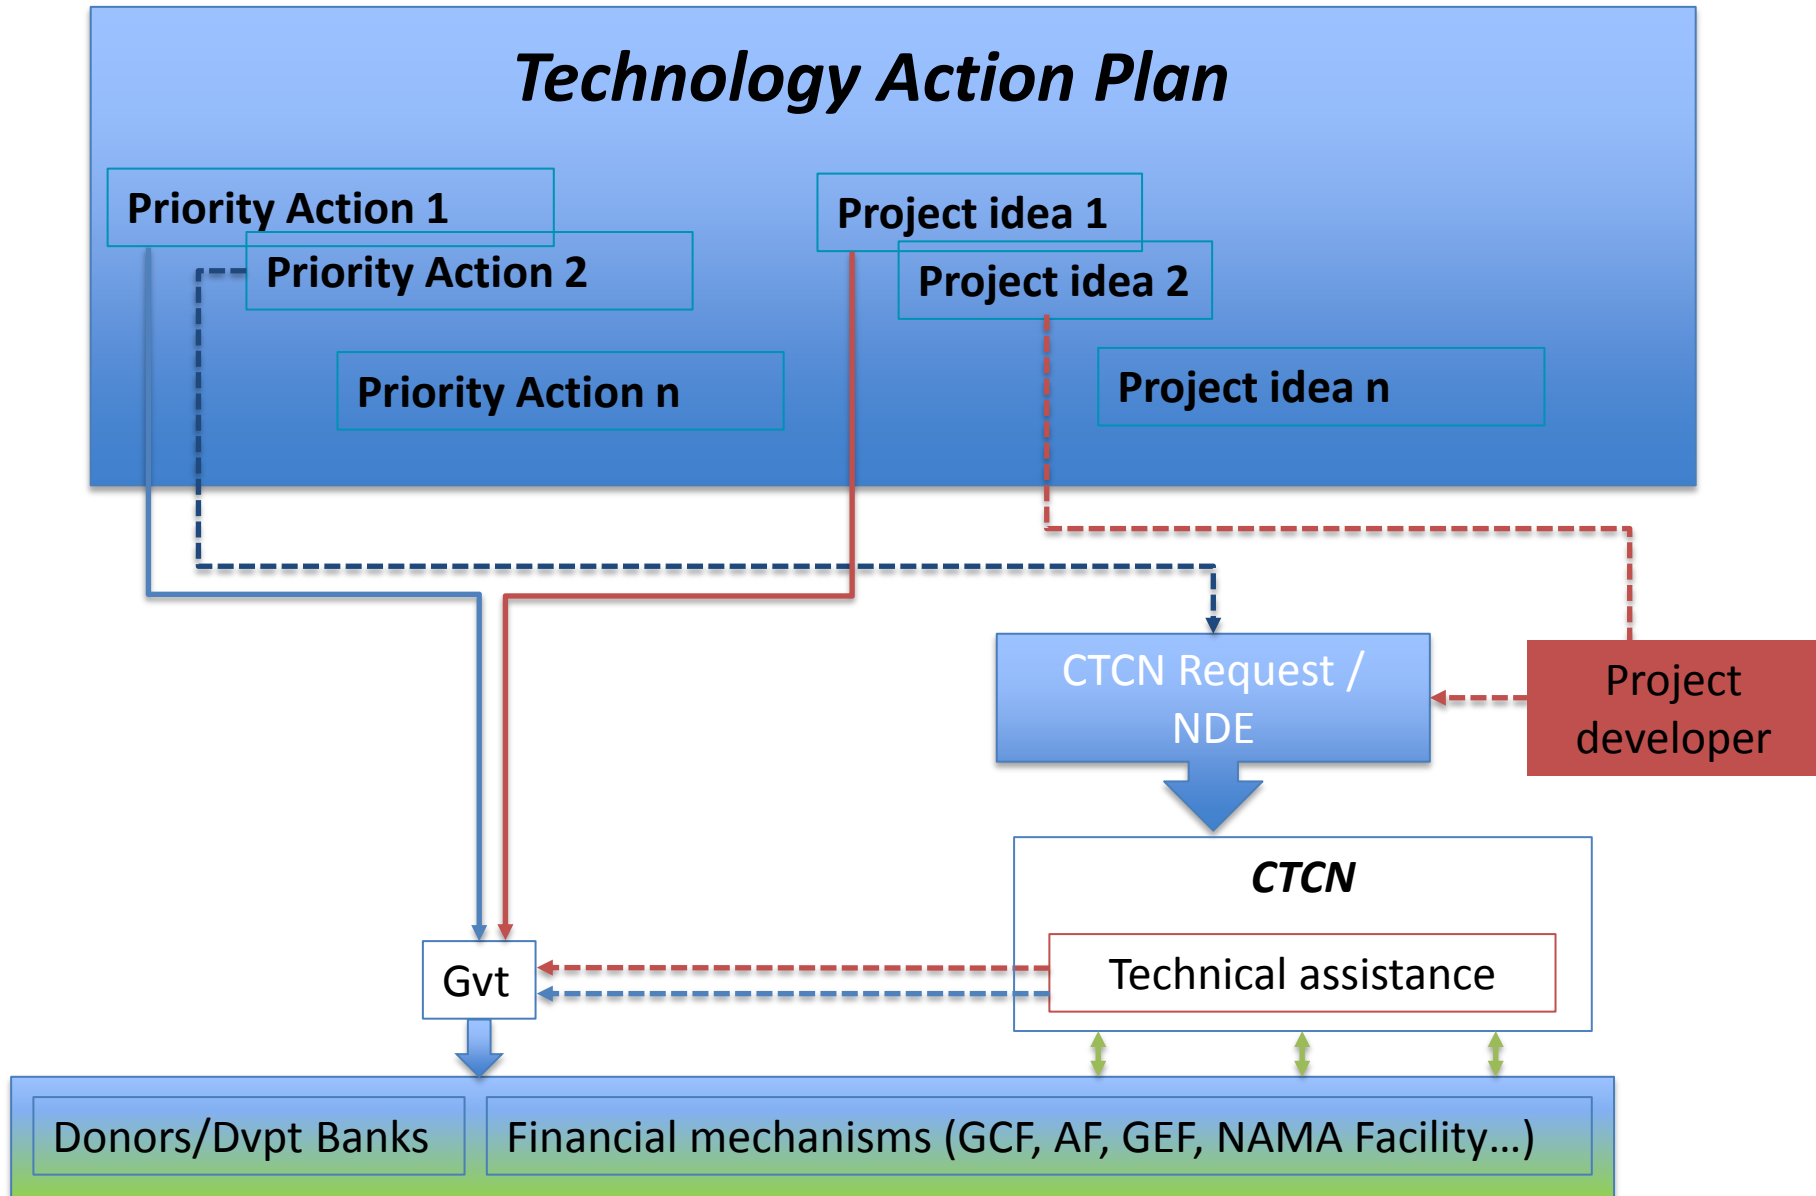 Technology Action Plan
Priority Action 1
Priority Action 2
Priority Action n
Project idea 1
Project idea 2
Project idea n
CTCN Request /
NDE
Project
developer
CTCN
Technical assistance
Gvt
Donors/Dvpt Banks
Financial mechanisms (GCF, AF, GEF, NAMA Facility…)